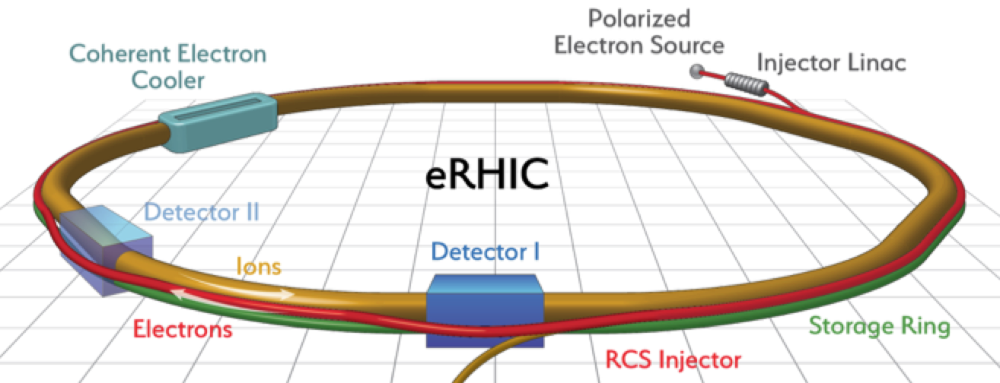 Polarized
Electron Source
Injector Linac
Coherent Electron
Cooler
eRHIC
Detector II
Detector I
Ions
Electrons
Storage Ring
RCS Injector